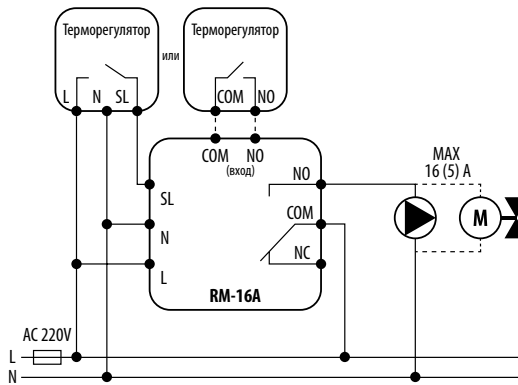 Терморегулятор
или
Терморегулятор
L N SL
COM NO
COM NO
(вход)
SL
N
L
NO
COM
NC
RM-16A
MAX
16 (5) A
M
AC 220V
L
N